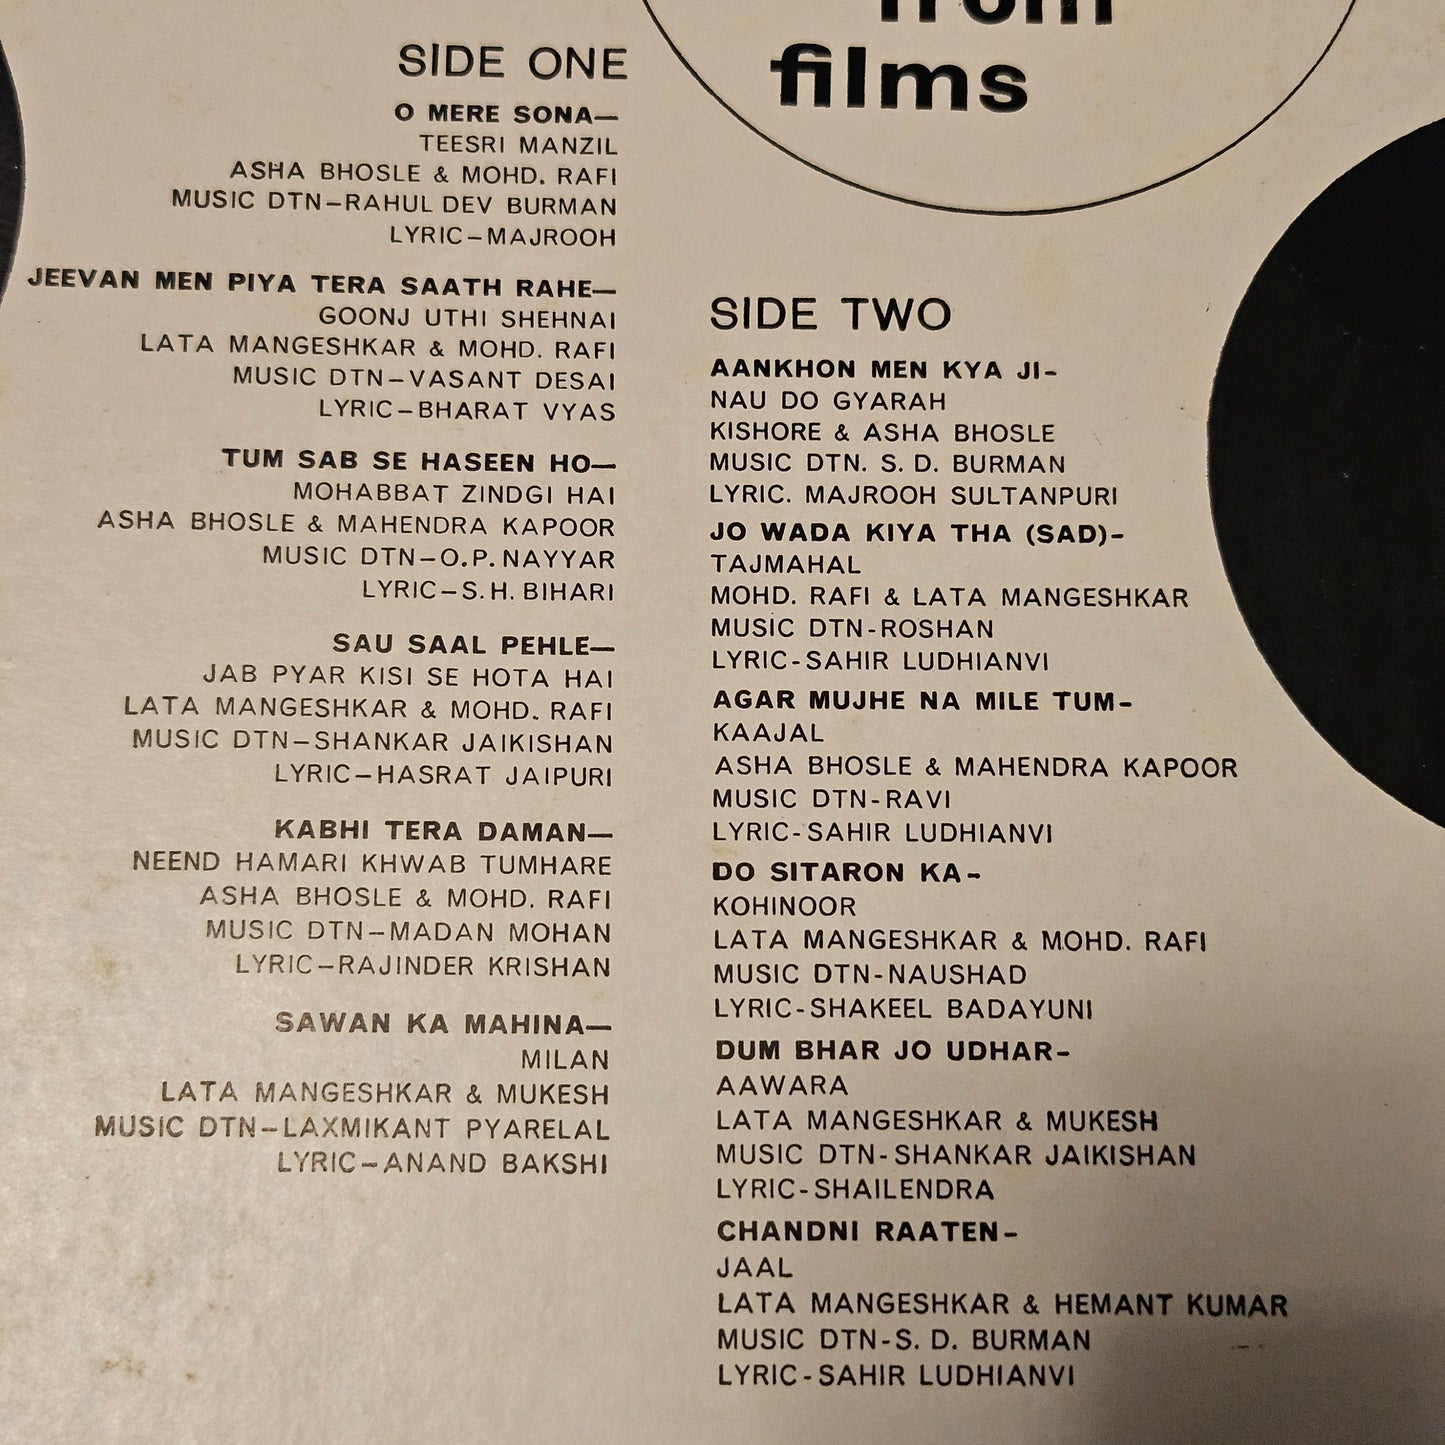 from
films
SIDE ONE
O MERE SONA—
TEESRI MANZIL
ASHA BHOSLE & MOHD. RAFI
MUSIC DTN—RAHUL DEV BURMAN
LYRIC—MAJROOH
JEEVAN MEN PIYA TERA SAATH RAHE—
GOONJ UTHI SHEHNAI
LATA MANGESHKAR & MOHD. RAFI
MUSIC DTN—VASANT DESAI
LYRIC—BHARAT VYAS
TUM SAB SE HASEEN HO—
MOHABBAT ZINDGI HAI
ASHA BHOSLE & MAHENDRA KAPOOR
MUSIC DTN—O.P. NAYYAR
LYRIC—S.H. BIHARI
SAU SAAL PEHLE—
JAB PYAR KISI SE HOTA HAI
LATA MANGESHKAR & MOHD. RAFI
MUSIC DTN—SHANKAR JAIKISHAN
LYRIC—HASRAT JAIPURI
KABHI TERA DAMAN—
NEEND HAMARI KHWAB TUMHARE
ASHA BHOSLE & MOHD. RAFI
MUSIC DTN—MADAN MOHAN
LYRIC—RAJINDER KRISHAN
SAWAN KA MAHINA—
MILAN
LATA MANGESHKAR & MUKESH
MUSIC DTN—LAXMIKANT PYARELAL
LYRIC—ANAND BAKSHI
SIDE TWO
AANKHON MEN KYA JI-
NAU DO GYARAH
KISHORE & ASHA BHOSLE
MUSIC DTN. S. D. BURMAN
LYRIC. MAJROOH SULTANPURI
JO WADA KIYA THA (SAD)-
TAJMAHAL
MOHD. RAFI & LATA MANGESHKAR
MUSIC DTN-ROSHAN
LYRIC-SAHIR LUDHIANVI
AGAR MUJHE NA MILE TUM-
KAAJAL
ASHA BHOSLE & MAHENDRA KAPOOR
MUSIC DTN-RAVI
LYRIC-SAHIR LUDHIANVI
DO SITARON KA-
KOHINOOR
LATA MANGESHKAR & MOHD. RAFI
MUSIC DTN-NAUSHAD
LYRIC-SHAKEEL BADAYUNI
DUM BHAR JO UDHAR-
AAWARA
LATA MANGESHKAR & MUKESH
MUSIC DTN-SHANKAR JAIKISHAN
LYRIC-SHAILENDRA
CHANDNI RAATEN-
JAAL
LATA MANGESHKAR & HEMANT KUMAR
MUSIC DTN-S. D. BURMAN
LYRIC-SAHIR LUDHIANVI